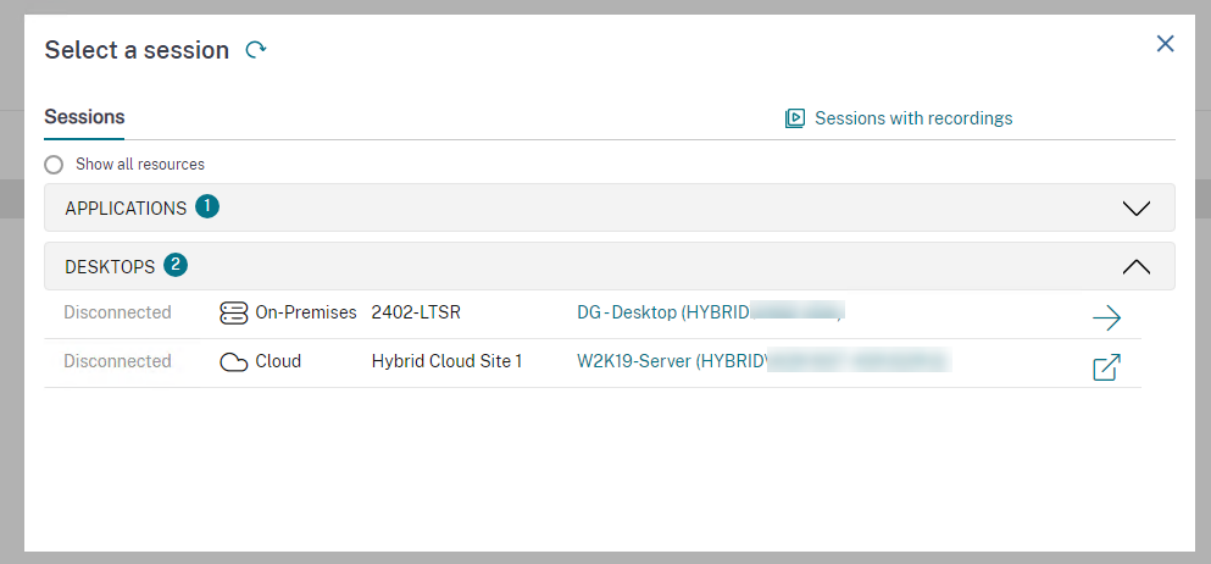 Select a session
Sessions
Sessions with recordings
Show all resources
APPLICATIONS 1
DESKTOPS 2
Disconnected On-Premises 2402-LTSR DG-Desktop (HYBRID
Disconnected Cloud Hybrid Cloud Site 1 W2K19-Server (HYBRID\